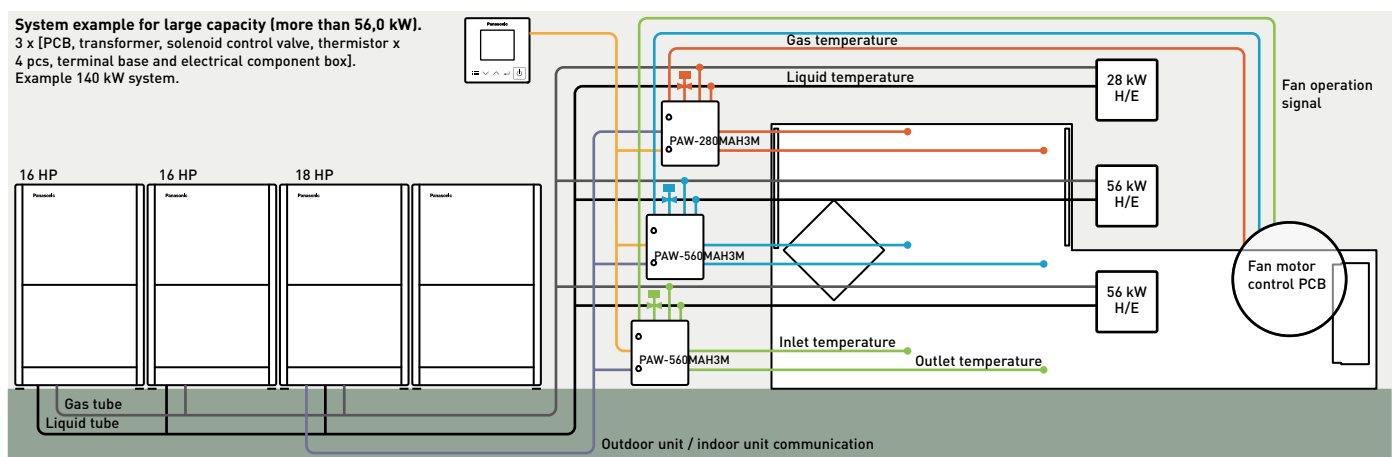 System example for large capacity (more than 56,0 kW).
3 x [PCB, transformer, solenoid control valve, thermistor x
4 pcs, terminal base and electrical component box].
Example 140 kW system.
Panasonic
Gas temperature
Liquid temperature
28 kW
H/E
Fan operation
signal
PAW-280MAH3M
16 HP
16 HP
18 HP
Panasonic
Panasonic
Panasonic
Panasonic
56 kW
H/E
PAW-560MAH3M
Fan motor
control PCB
56 kW
H/E
PAW-560MAH3M
Inlet temperature
Outlet temperature
Gas tube
Liquid tube
Outdoor unit / indoor unit communication